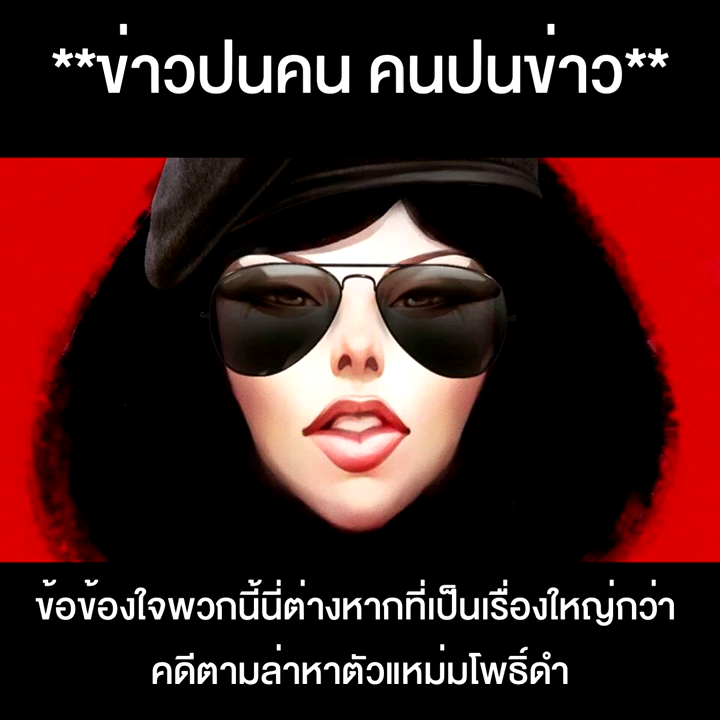 **ข่าวปนคน คนปนข่าว**
ข้อข้องใจพวกนี้นี่ต่างหากที่เป็นเรื่องใหญ่กว่า
คดีตามล่าหาตัวแหม่มโพธิ์ดำ